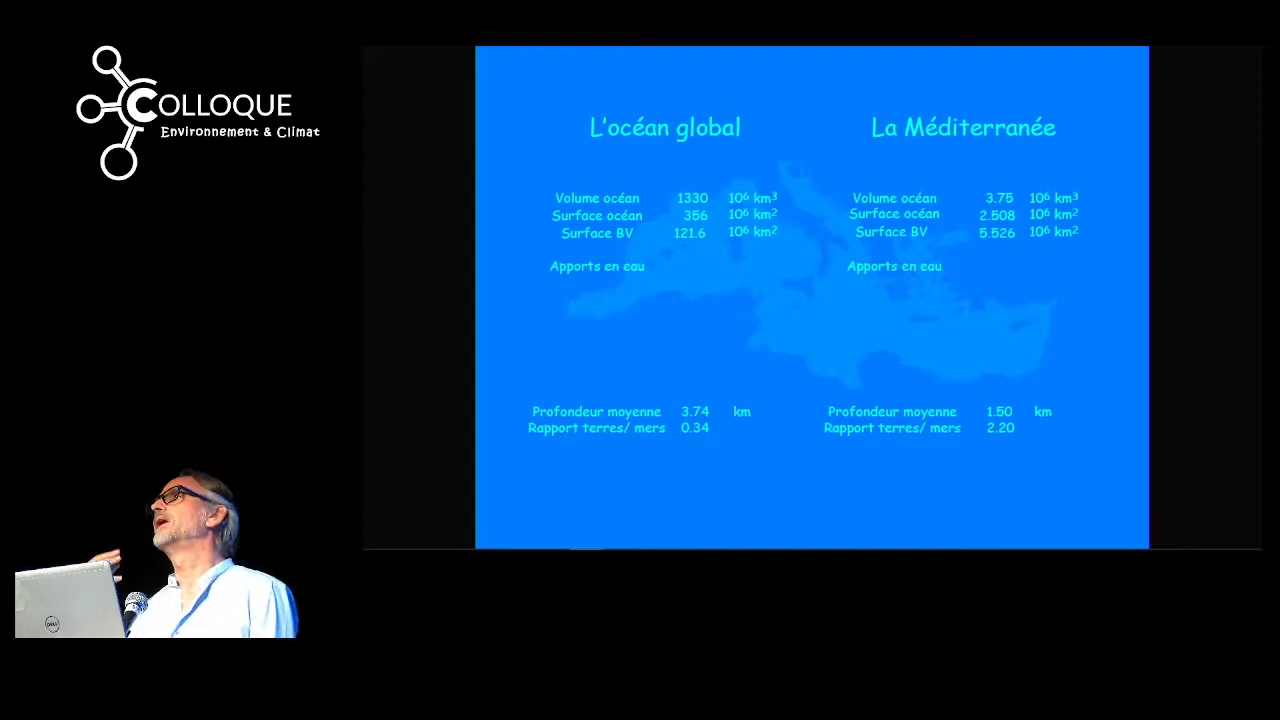 COLLOQUE
Environnement & Climat
L'océan global
Volume océan 1330 10⁶ km³
Surface océan 356 10⁶ km²
Surface BV 121.6 10⁶ km²
Apports en eau
Profondeur moyenne 3.74 km
Rapport terres/ mers 0.34
La Méditerranée
Volume océan 3.75 10⁶ km³
Surface océan 2.508 10⁶ km²
Surface BV 5.526 10⁶ km²
Apports en eau
Profondeur moyenne 1.50 km
Rapport terres/ mers 2.20
DELL